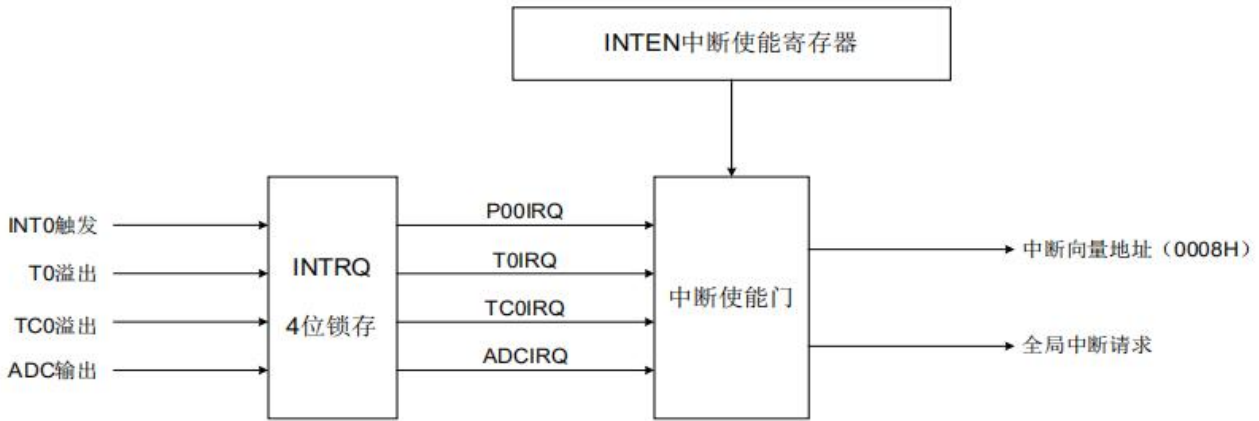 INTEN中断使能寄存器
INT0触发
T0溢出
TC0溢出
ADC输出
INTRQ
4位锁存
P00IRQ
T0IRQ
TC0IRQ
ADCIRQ
中断使能门
中断向量地址（0008H）
全局中断请求